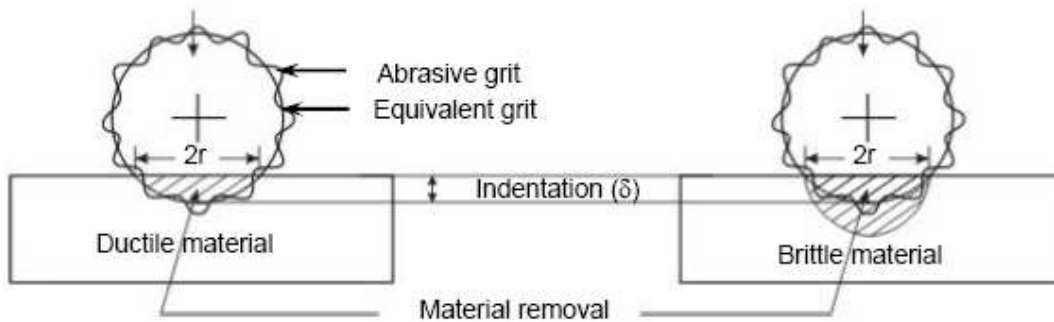 Abrasive grit
Equivalent grit
2r
2r
Indentation (δ)
Ductile material
Brittle material
Material removal